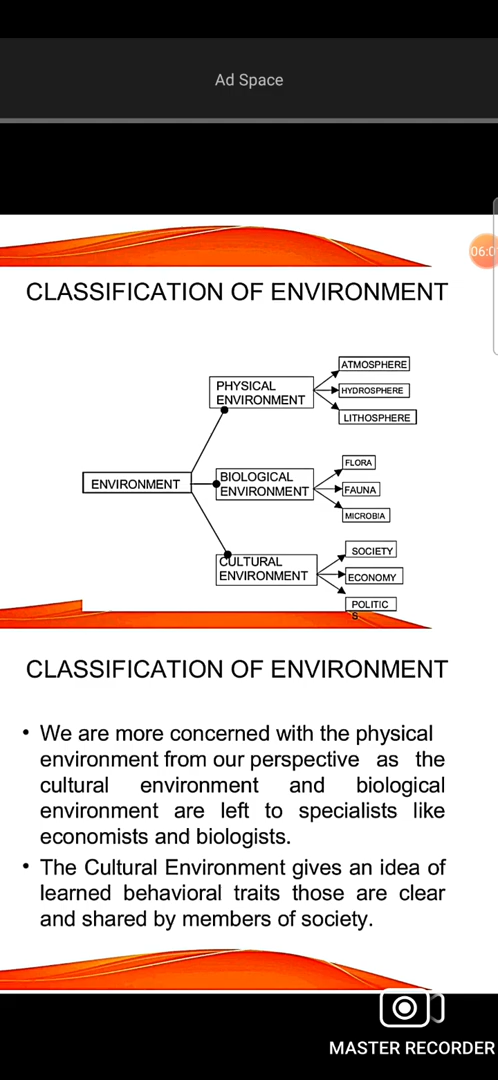 Ad Space
06:0
CLASSIFICATION OF ENVIRONMENT
ATMOSPHERE
PHYSICAL
ENVIRONMENT
HYDROSPHERE
LITHOSPHERE
FLORA
BIOLOGICAL
ENVIRONMENT
ENVIRONMENT
FAUNA
MICROBIA
SOCIETY
CULTURAL
ENVIRONMENT
ECONOMY
POLITIC
S
CLASSIFICATION OF ENVIRONMENT
• We are more concerned with the physical
environment from our perspective as the
cultural environment and biological
environment are left to specialists like
economists and biologists.
• The Cultural Environment gives an idea of
learned behavioral traits those are clear
and shared by members of society.
MASTER RECORDER